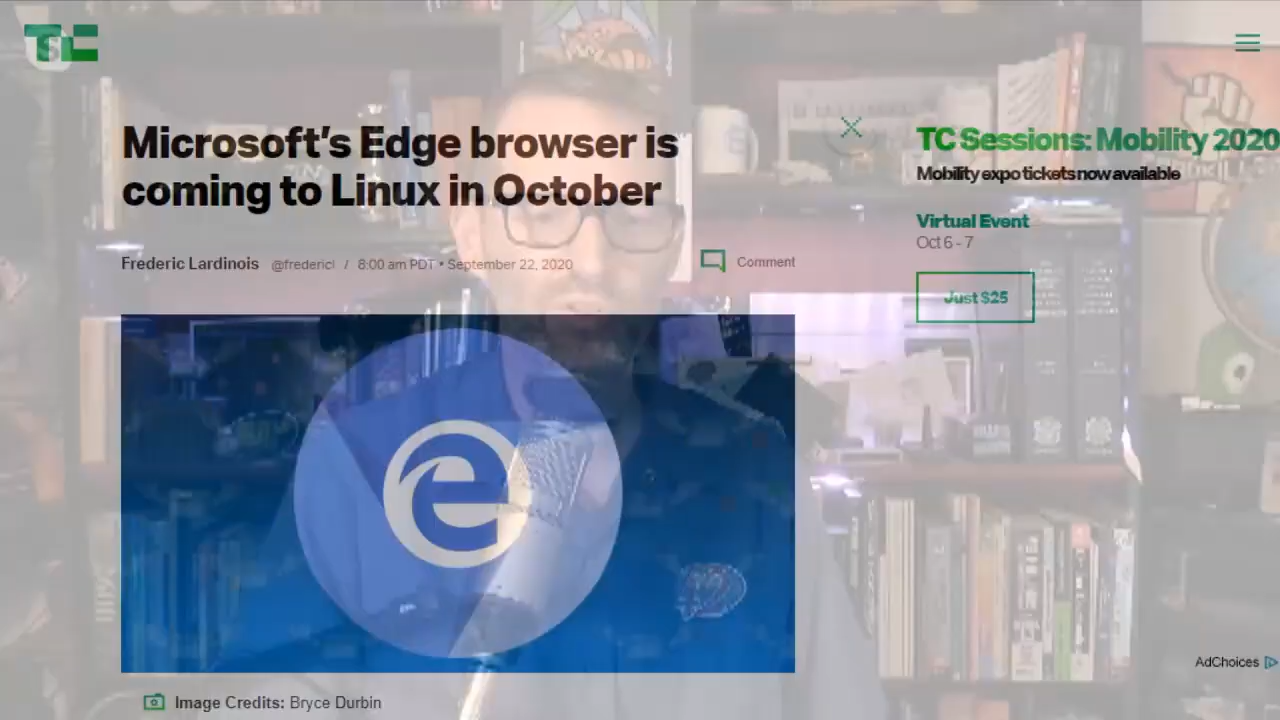 TC
Microsoft's Edge browser is
coming to Linux in October
Frederic Lardinois @fredericl / 8:00 am PDT • September 22, 2020
Comment
TC Sessions: Mobility 2020
Mobility expo tickets now available
Virtual Event
Oct 6 - 7
Just $25
AdChoices
Image Credits: Bryce Durbin